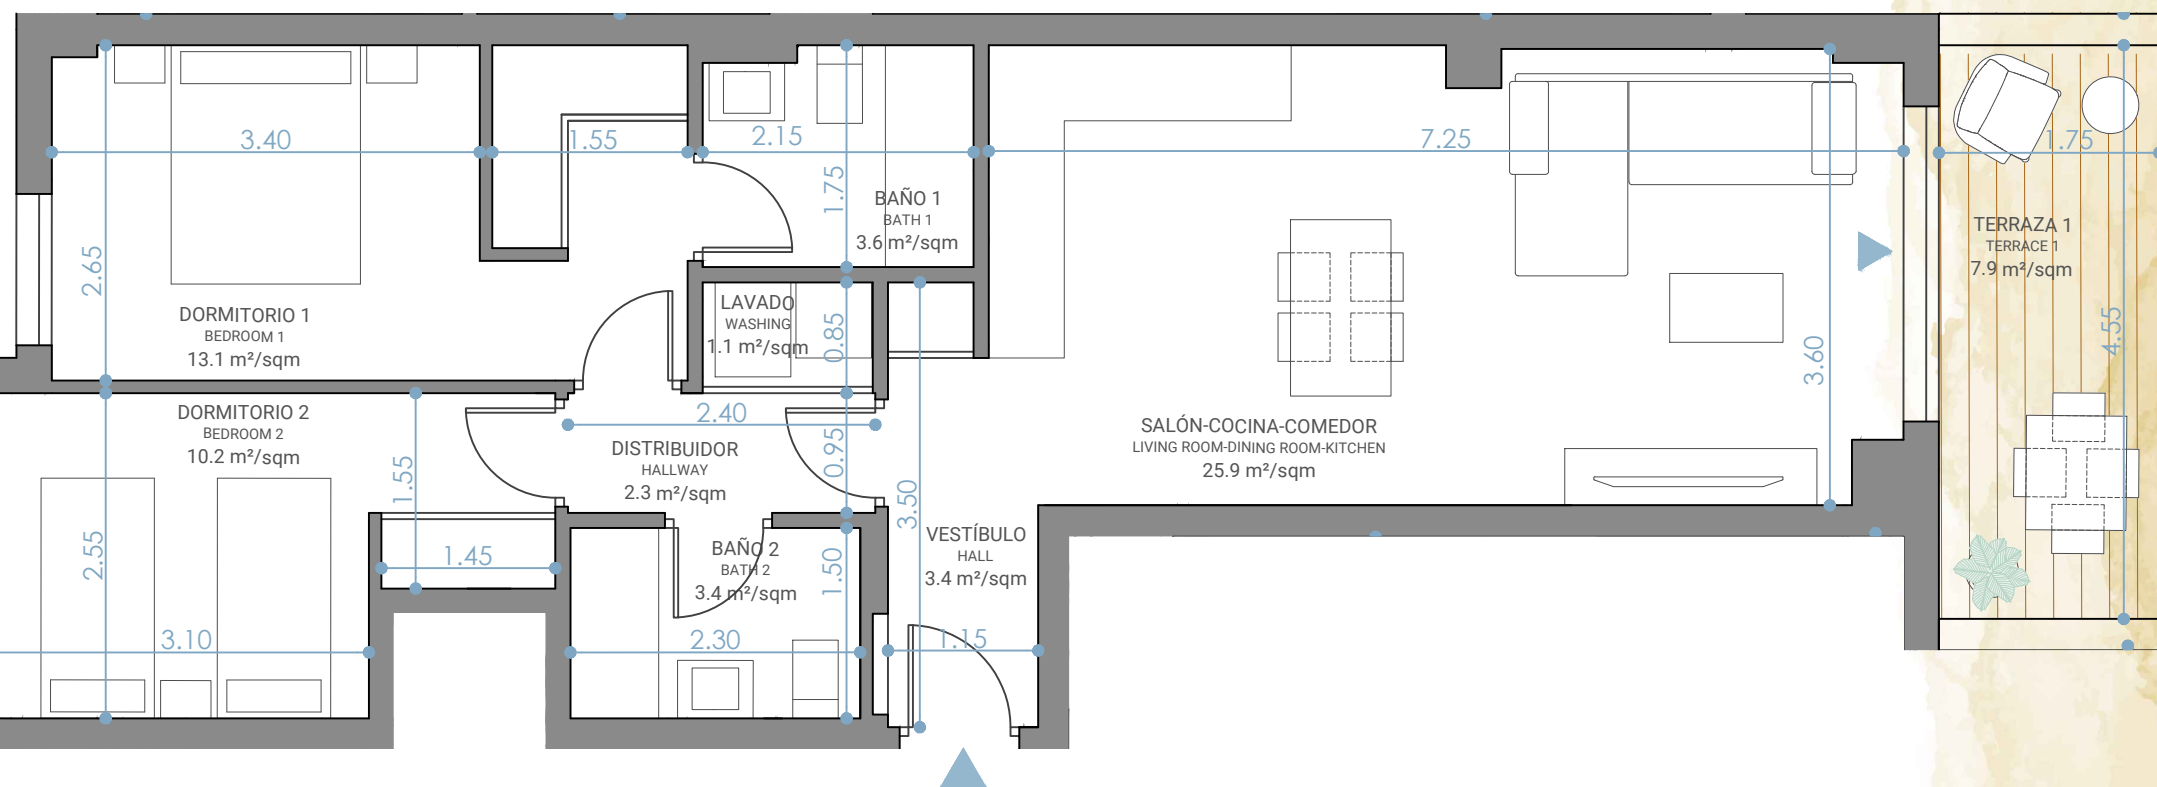 3.40
1.55
2.15
7.25
1.75
1.75
BAÑO 1
BATH 1
3.6 m²/sqm
TERRAZA 1
TERRACE 1
7.9 m²/sqm
2.65
DORMITORIO 1
BEDROOM 1
13.1 m²/sqm
LAVADO
WASHING
1.1 m²/sqm
0.85
3.60
4.55
DORMITORIO 2
BEDROOM 2
10.2 m²/sqm
2.40
DISTRIBUIDOR
HALLWAY
2.3 m²/sqm
0.95
SALÓN-COCINA-COMEDOR
LIVING ROOM-DINING ROOM-KITCHEN
25.9 m²/sqm
1.55
3.50
2.55
1.45
BAÑO 2
BATH 2
3.4 m²/sqm
1.50
VESTÍBULO
HALL
3.4 m²/sqm
3.10
2.30
1.15